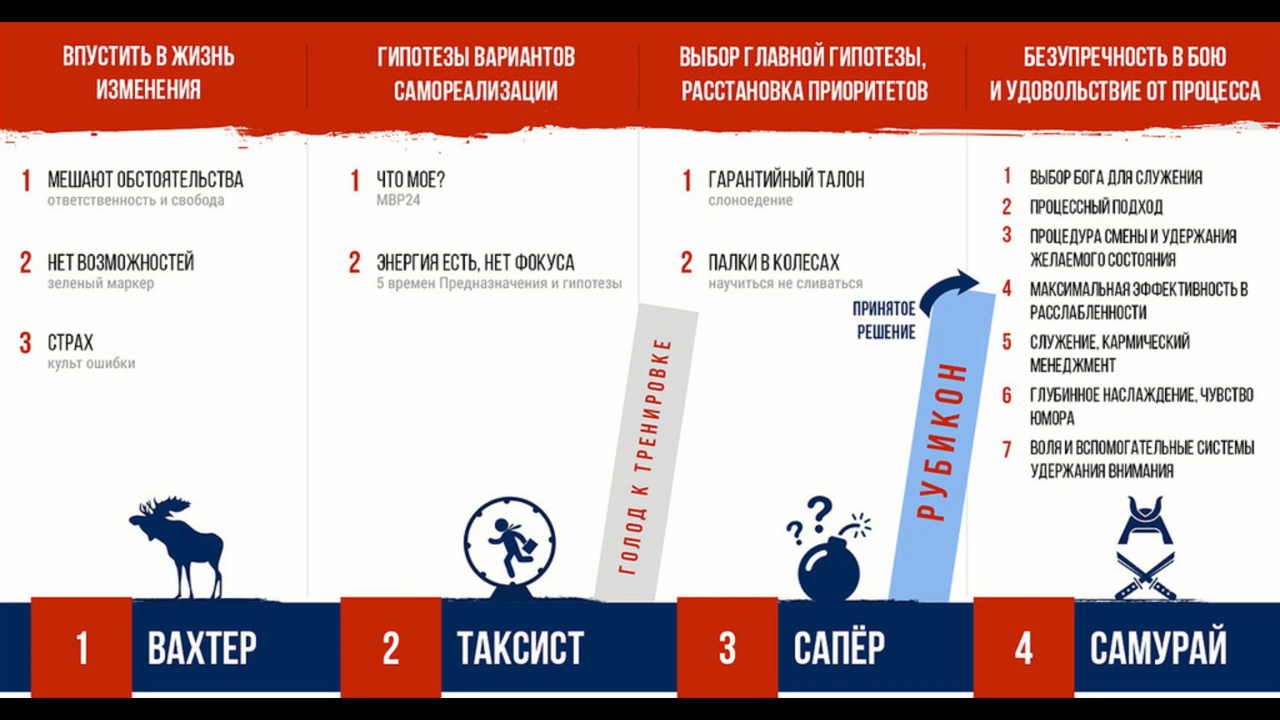 ВПУСТИТЬ В ЖИЗНЬ
ИЗМЕНЕНИЯ
1 МЕШАЮТ ОБСТОЯТЕЛЬСТВА
ответственность и свобода
2 НЕТ ВОЗМОЖНОСТЕЙ
зеленый маркер
3 СТРАХ
культ ошибки
1 ВАХТЕР
ГИПОТЕЗЫ ВАРИАНТОВ
САМОРЕАЛИЗАЦИИ
1 ЧТО МОЕ?
МВР24
2 ЭНЕРГИЯ ЕСТЬ, НЕТ ФОКУСА
5 времен Предназначения и гипотезы
ГОЛОД К ТРЕНИРОВКЕ
2 ТАКСИСТ
ВЫБОР ГЛАВНОЙ ГИПОТЕЗЫ,
РАССТАНОВКА ПРИОРИТЕТОВ
1 ГАРАНТИЙНЫЙ ТАЛОН
слоноедение
2 ПАЛКИ В КОЛЕСАХ
научиться не сливаться
ПРИНЯТОЕ
РЕШЕНИЕ
РУБИКОН
3 САПЁР
БЕЗУПРЕЧНОСТЬ В БОЮ
И УДОВОЛЬСТВИЕ ОТ ПРОЦЕССА
1 ВЫБОР БОГА ДЛЯ СЛУЖЕНИЯ
2 ПРОЦЕССНЫЙ ПОДХОД
3 ПРОЦЕДУРА СМЕНЫ И УДЕРЖАНИЯ
ЖЕЛАЕМОГО СОСТОЯНИЯ
4 МАКСИМАЛЬНАЯ ЭФФЕКТИВНОСТЬ В
РАССЛАБЛЕННОСТИ
5 СЛУЖЕНИЕ, КАРМИЧЕСКИЙ
МЕНЕДЖМЕНТ
6 ГЛУБИННОЕ НАСЛАЖДЕНИЕ, ЧУВСТВО
ЮМОРА
7 ВОЛЯ И ВСПОМОГАТЕЛЬНЫЕ СИСТЕМЫ
УДЕРЖАНИЯ ВНИМАНИЯ
4 САМУРАЙ